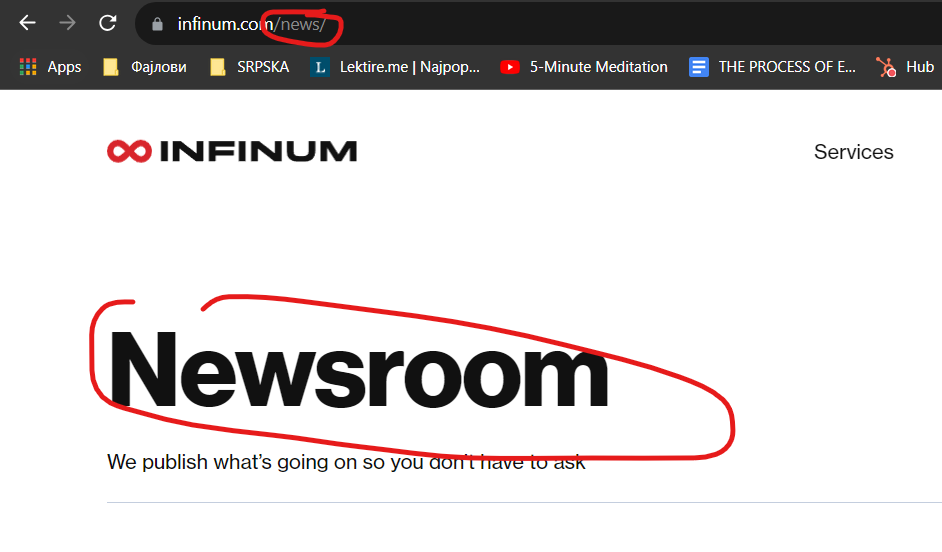 infinum.com/news/
Apps Фајлови SRPSKA L Lektire.me | Najpop... 5-Minute Meditation THE PROCESS OF E... Hub
INFINUM
Services
Newsroom
We publish what's going on so you don't have to ask